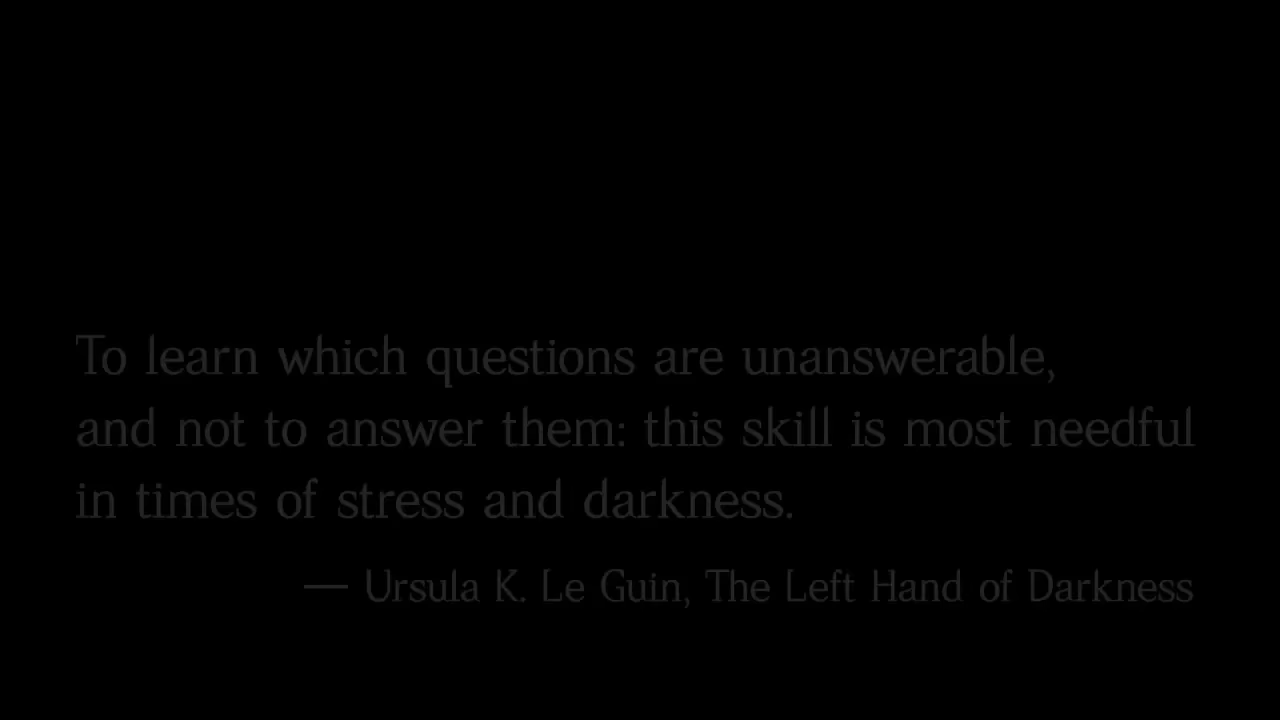 To learn which questions are unanswerable,
and not to answer them: this skill is most needful
in times of stress and darkness.
— Ursula K. Le Guin, The Left Hand of Darkness